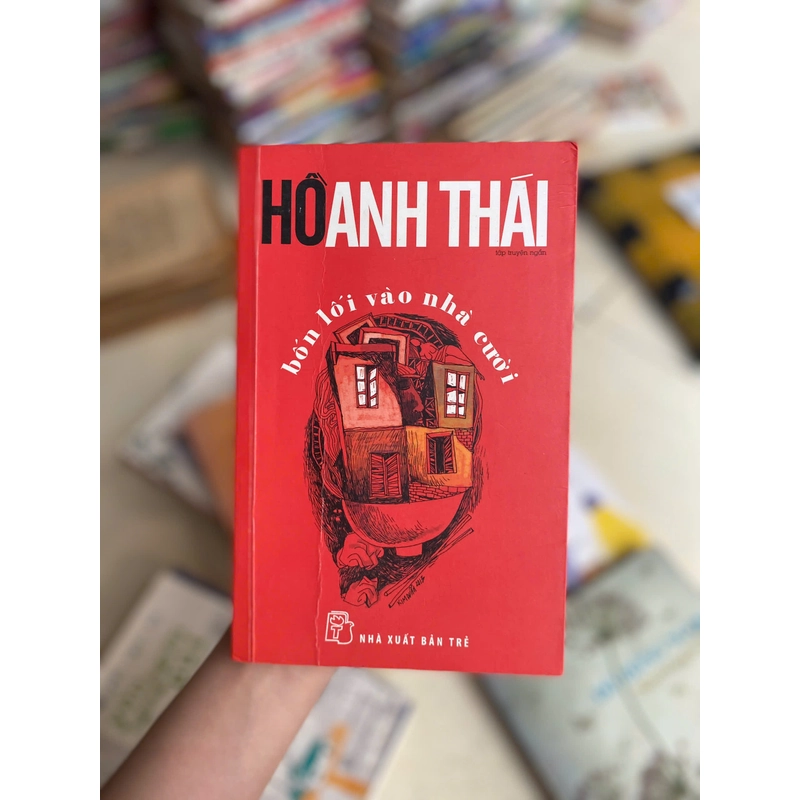 HỒ ANH THÁI
tập truyện ngắn
bốn lối vào nhà cười
NHÀ XUẤT BẢN TRẺ